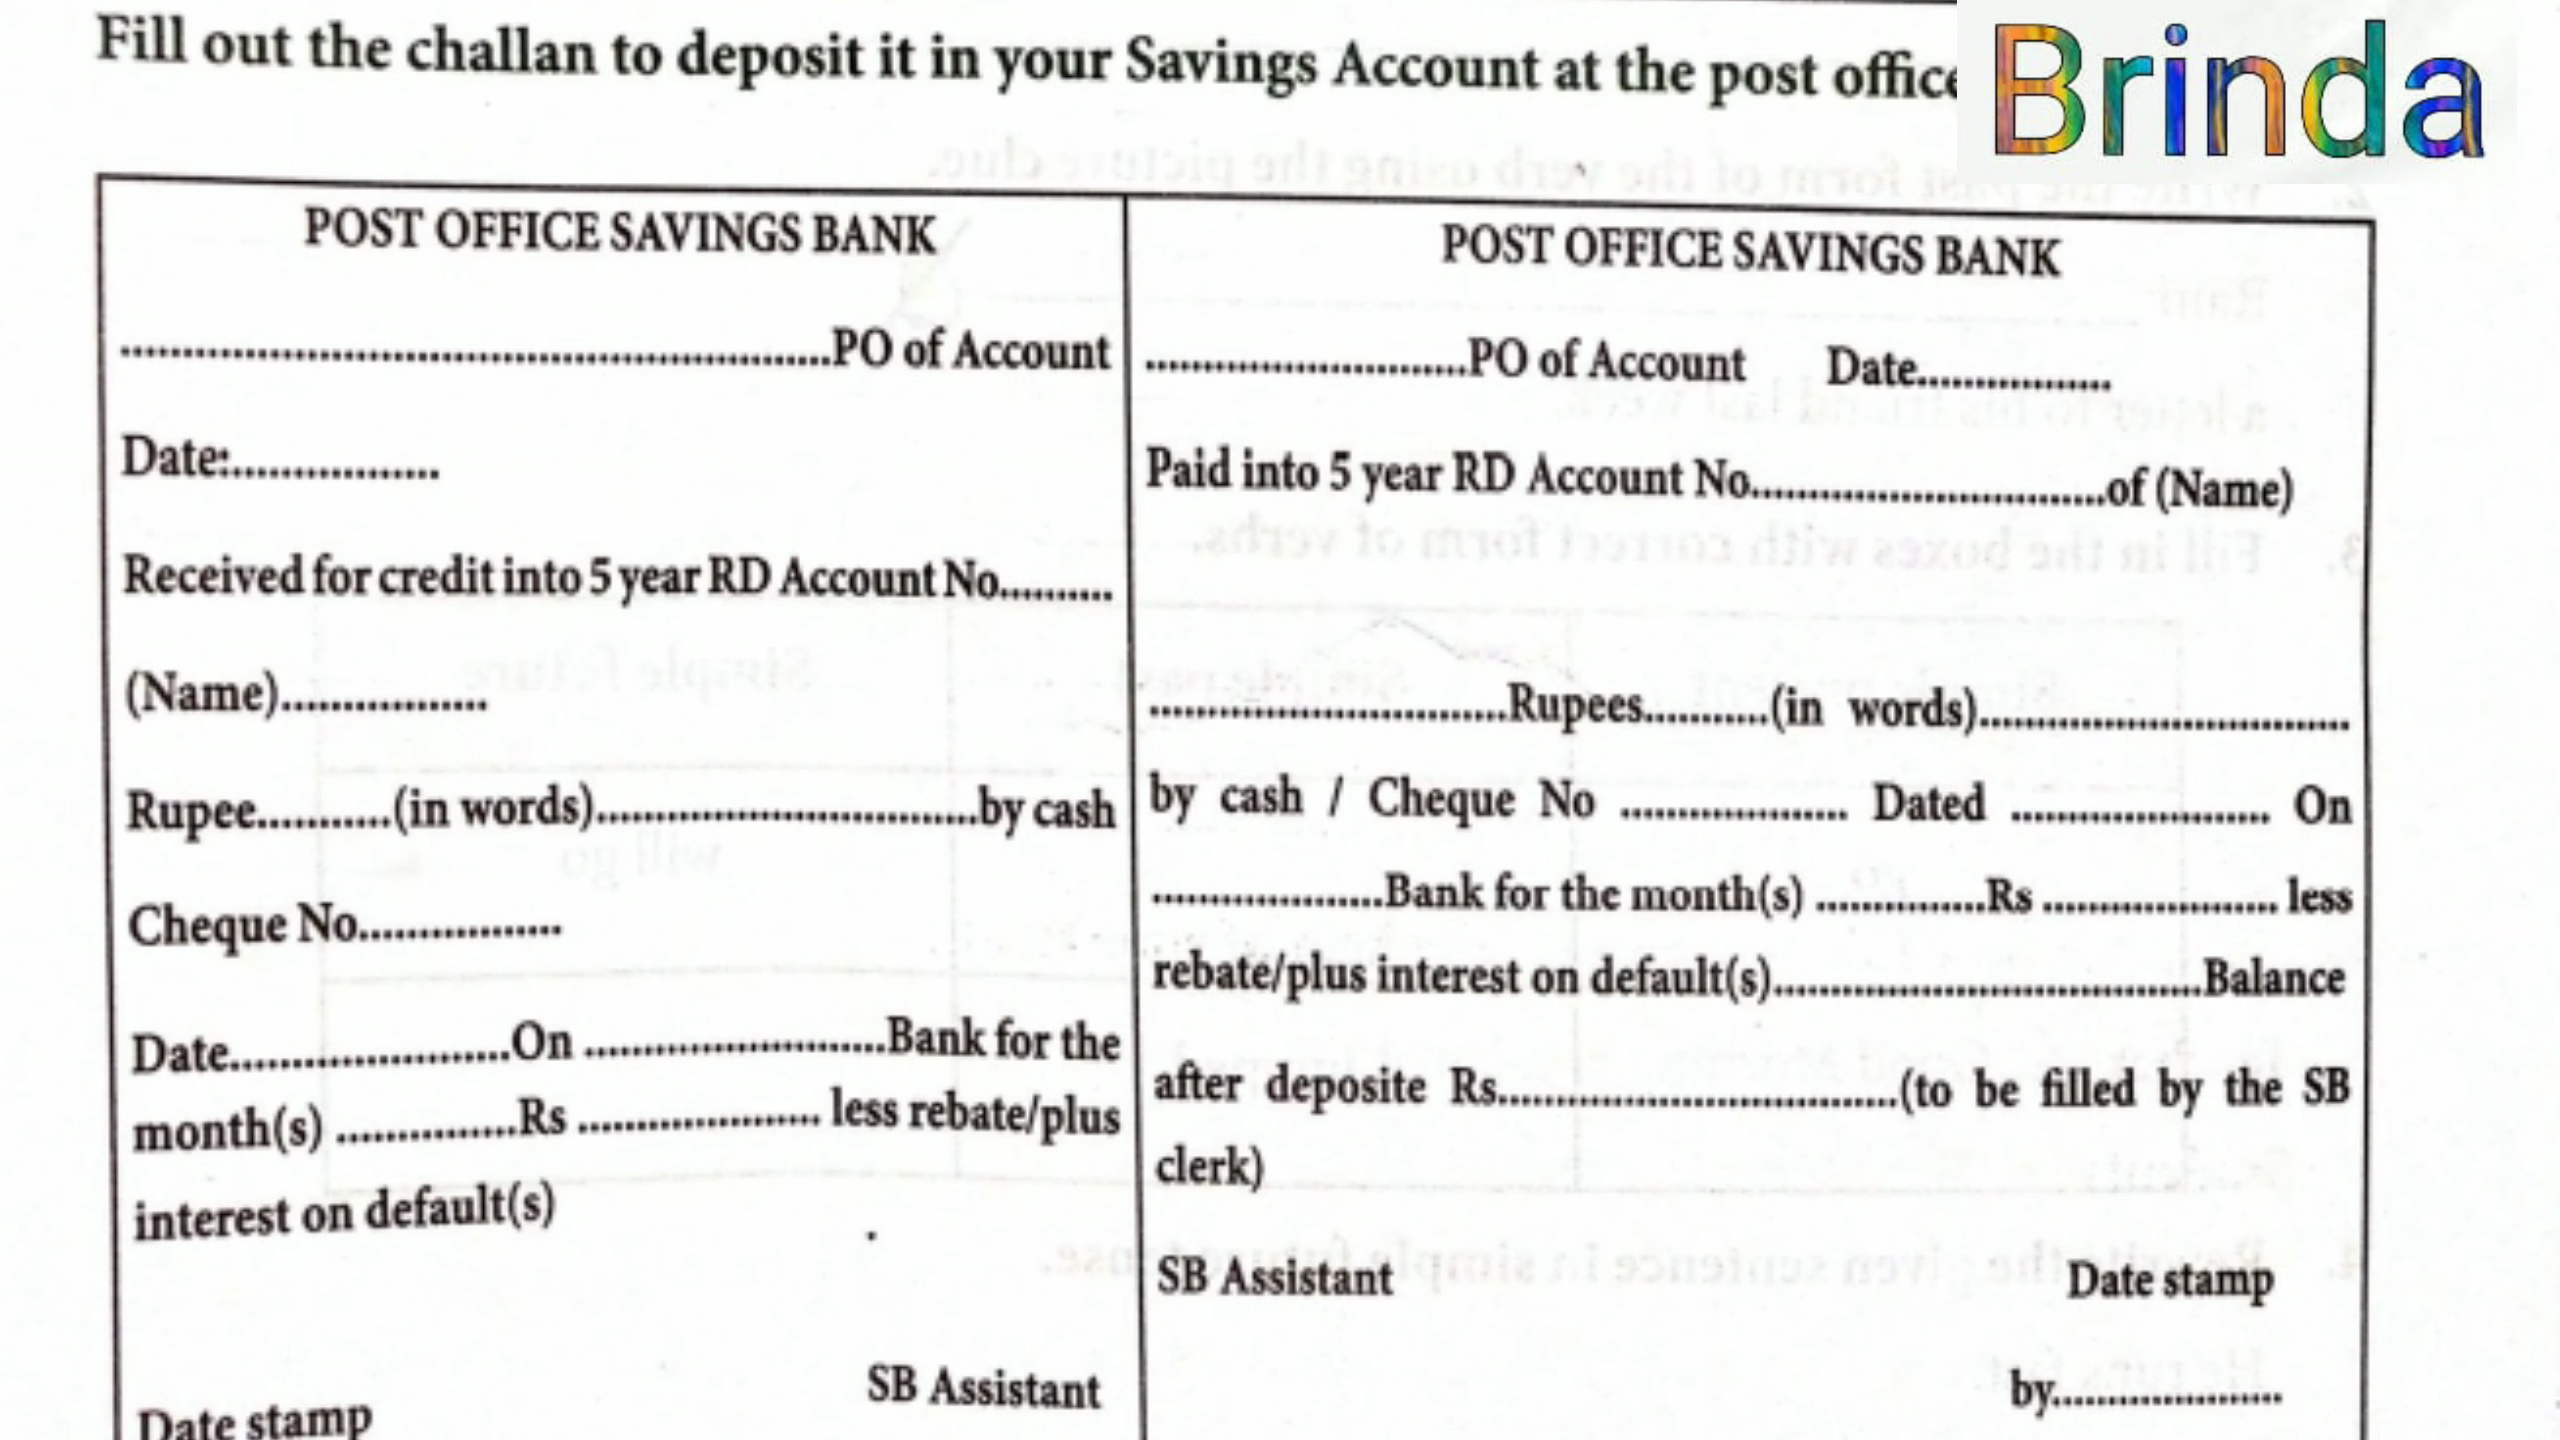 Fill out the challan to deposit it in your Savings Account at the post office
Brinda
POST OFFICE SAVINGS BANK
............................................................PO of Account
Date:..................
Received for credit into 5 year RD Account No..........
(Name)..................
Rupee...........(in words).................................by cash
Cheque No..................
Date........................On ..........................Bank for the
month(s) ...............Rs ..................... less rebate/plus
interest on default(s)
SB Assistant
Date stamp
POST OFFICE SAVINGS BANK
............................PO of Account Date.................
Paid into 5 year RD Account No...............................of (Name)
...............................Rupees...........(in words)................................
by cash / Cheque No .................... Dated ....................... On
....................Bank for the month(s) ...............Rs ..................... less
rebate/plus interest on default(s).....................................Balance
after deposite Rs...................................(to be filled by the SB
clerk)
SB Assistant Date stamp
by....................